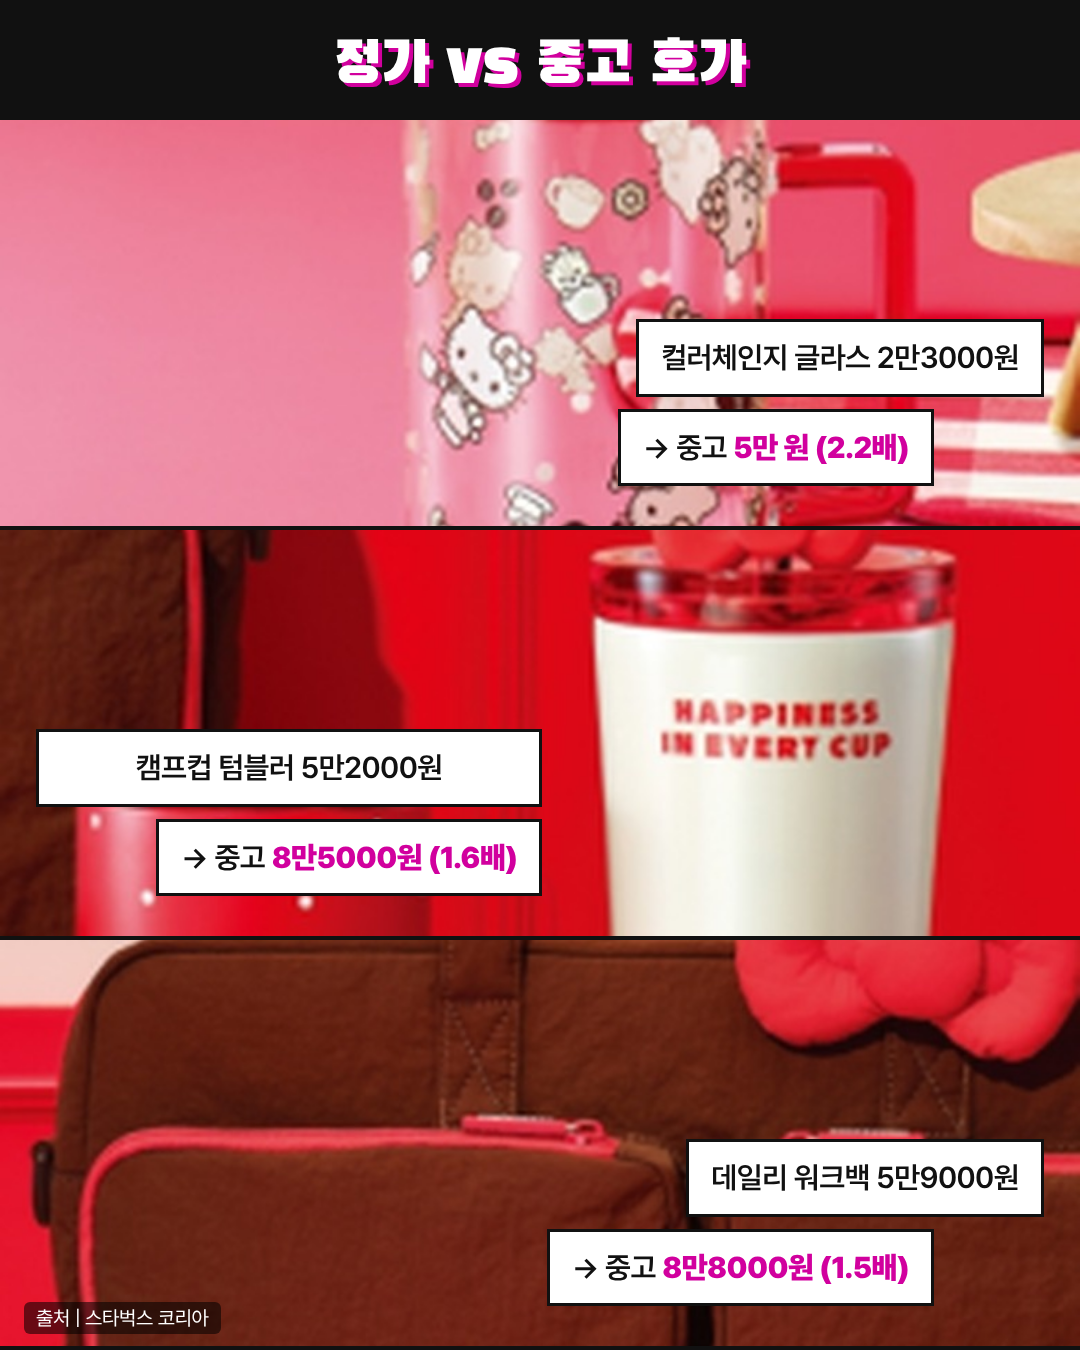 정가 vs 중고 호가
컬러체인지 글라스 2만3000원
→ 중고 5만 원 (2.2배)
HAPPINESS
IN EVERT CUP
캠프컵 텀블러 5만2000원
→ 중고 8만5000원 (1.6배)
데일리 워크백 5만9000원
→ 중고 8만8000원 (1.5배)
출처 | 스타벅스 코리아